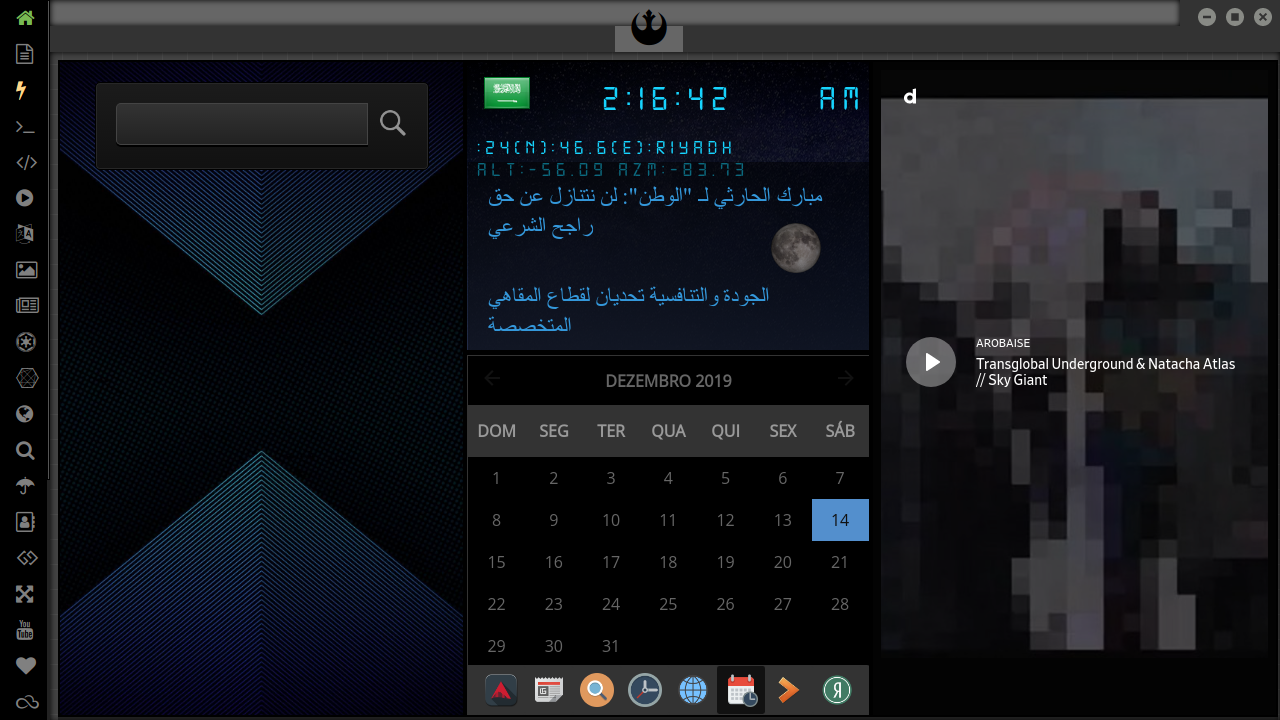 2:16:42 AM
:24(N):46.6(E):RIYADH
ALT:-56.09 AZM:-83.73
مبارك الحارثي لـ "الوطن": لن نتنازل عن حق
راجح الشرعي
الجودة والتنافسية تحديان لقطاع المقاهي
المتخصصة
DEZEMBRO 2019
DOM SEG TER QUA QUI SEX SÁB
1 2 3 4 5 6 7
8 9 10 11 12 13 14
15 16 17 18 19 20 21
22 23 24 25 26 27 28
29 30 31
d
AROBAISE
Transglobal Underground & Natacha Atlas
// Sky Giant
You
Tube
Я